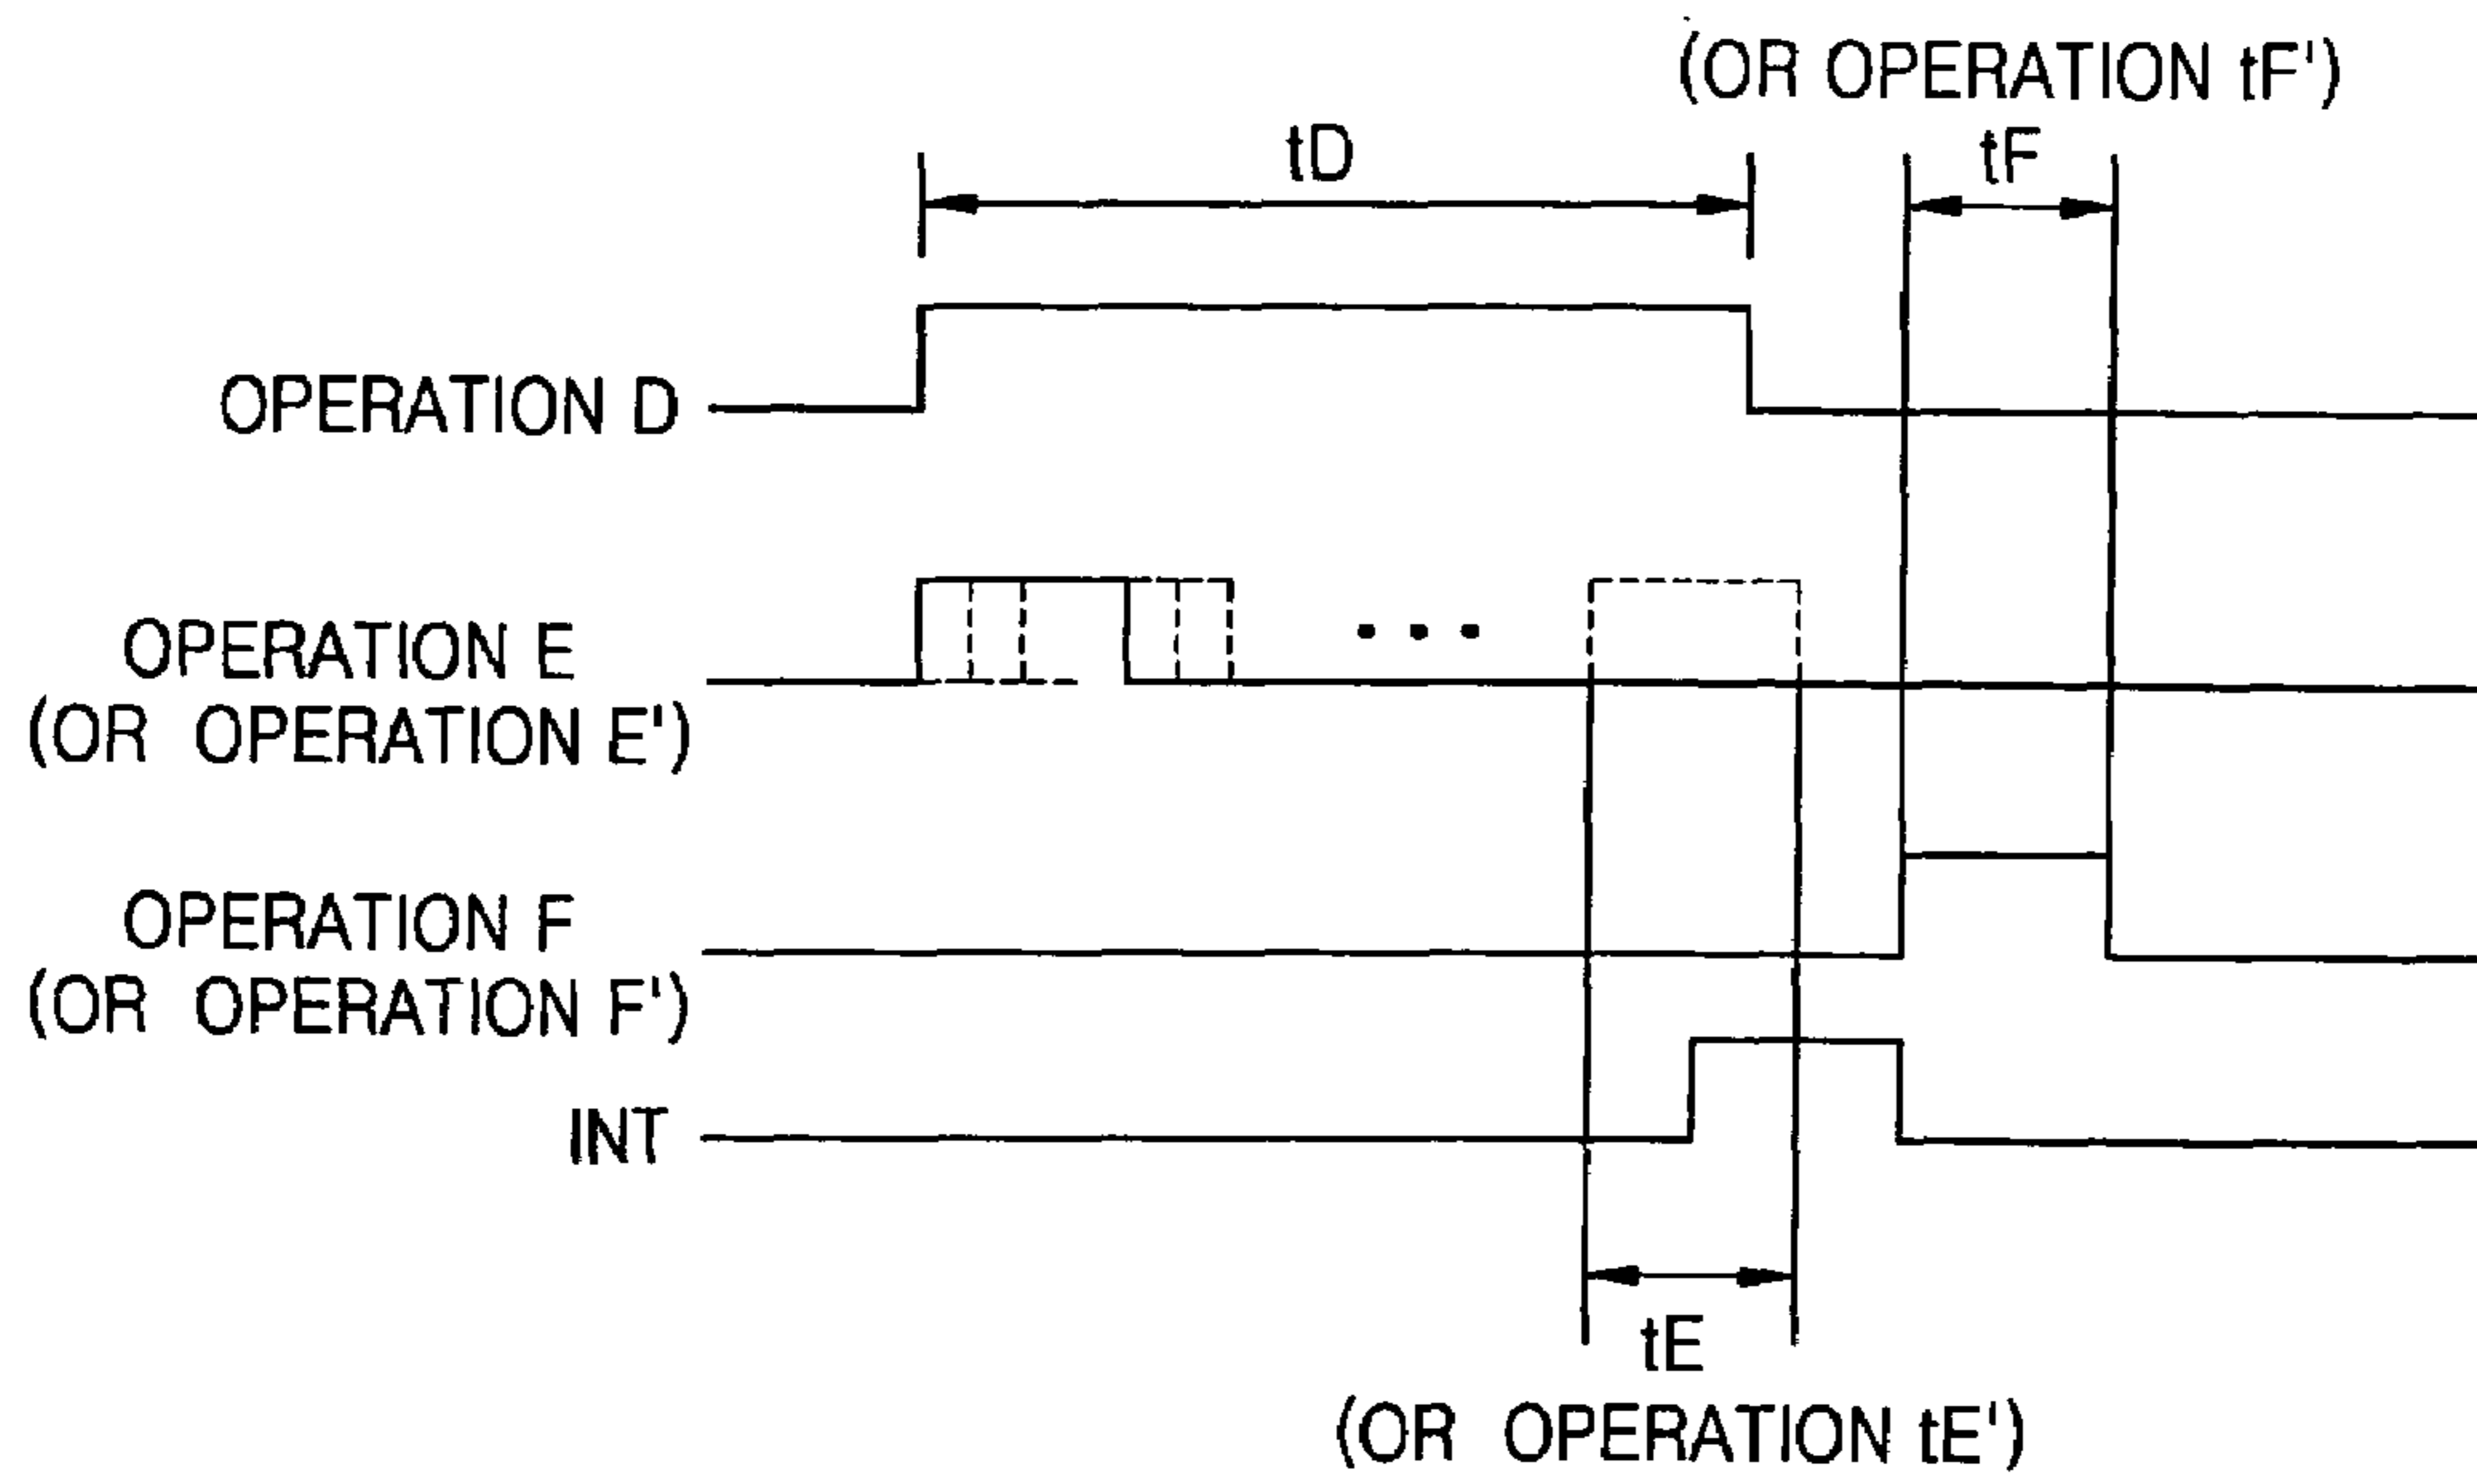 (OR OPERATION tF')
tD
tF
OPERATION D
OPERATION E
(OR OPERATION E')
OPERATION F
(OR OPERATION F')
INT
tE
(OR OPERATION tE')